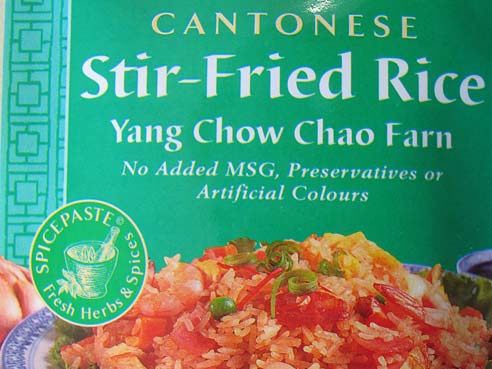 CANTONESE
Stir-Fried Rice
Yang Chow Chao Farn
No Added MSG, Preservatives or
Artificial Colours
SPICEPASTE®
Fresh Herbs & Spices